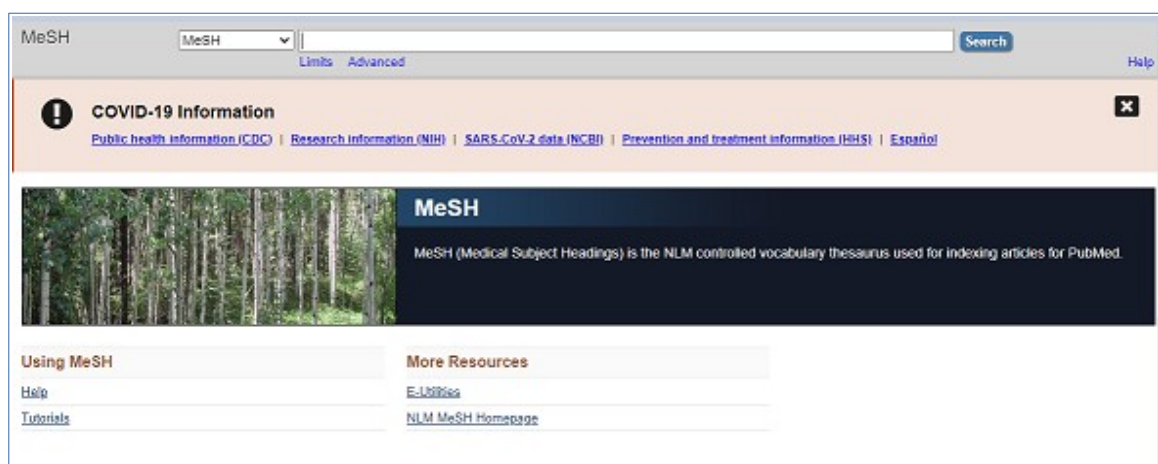 MeSH MeSH Search
Limits Advanced Help
COVID-19 Information
Public health information (CDC) | Research information (NIH) | SARS-CoV-2 data (NCBI) | Prevention and treatment information (HHS) | Español
MeSH
MeSH (Medical Subject Headings) is the NLM controlled vocabulary thesaurus used for indexing articles for PubMed.
Using MeSH More Resources
Help E-Utilities
Tutorials NLM MeSH Homepage